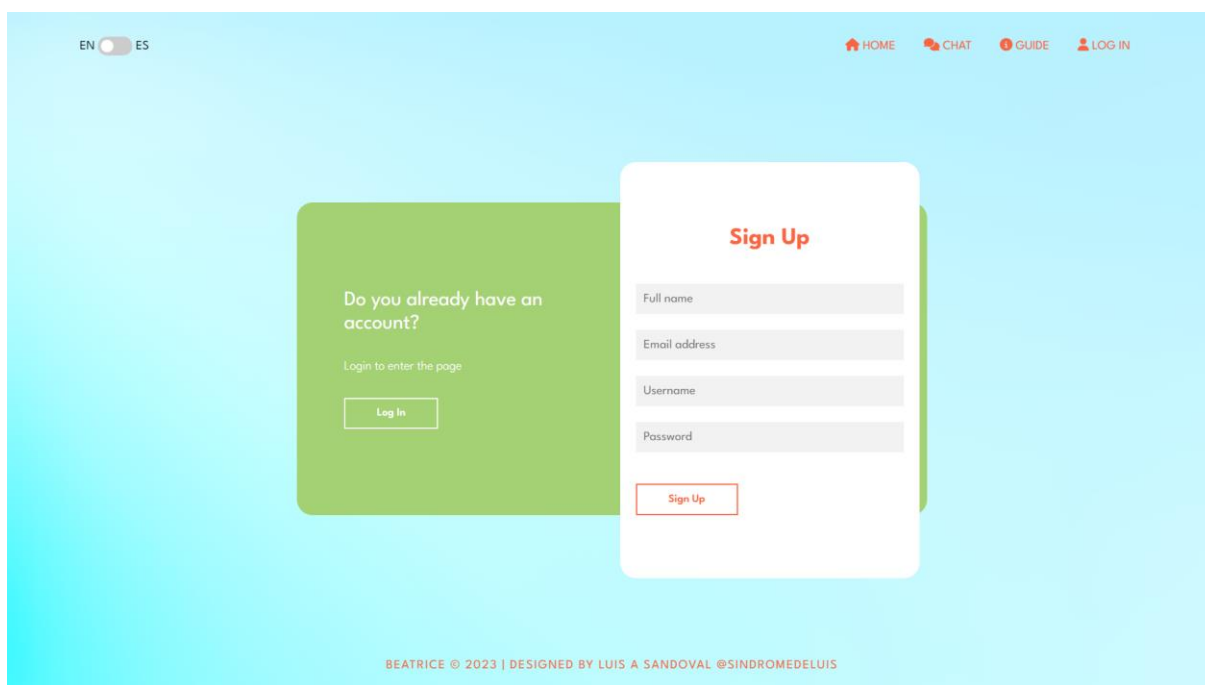 EN ES
HOME CHAT GUIDE LOG IN
Do you already have an
account?
Login to enter the page
Log In
Sign Up
Full name
Email address
Username
Password
Sign Up
BEATRICE © 2023 | DESIGNED BY LUIS A SANDOVAL @SINDROMEDELUIS